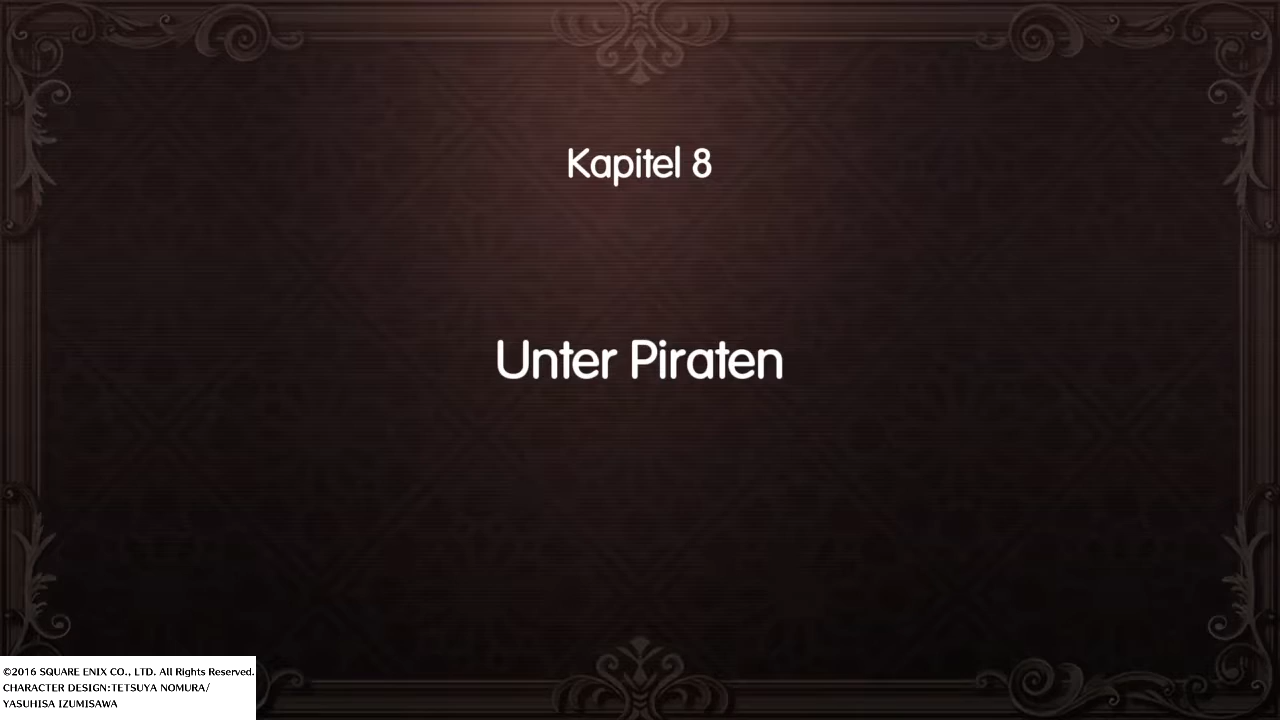 Kapitel 8
Unter Piraten
©2016 SQUARE ENIX CO., LTD. All Rights Reserved.
CHARACTER DESIGN:TETSUYA NOMURA/
YASUHISA IZUMISAWA